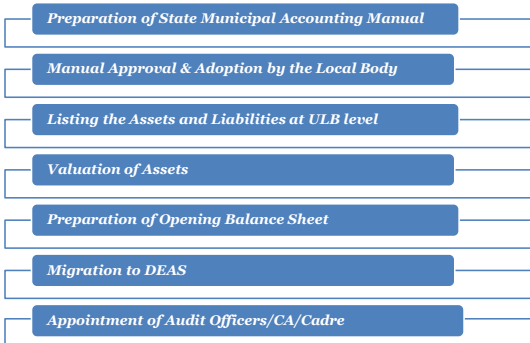 Preparation of State Municipal Accounting Manual
Manual Approval & Adoption by the Local Body
Listing the Assets and Liabilities at ULB level
Valuation of Assets
Preparation of Opening Balance Sheet
Migration to DEAS
Appointment of Audit Officers/CA/Cadre